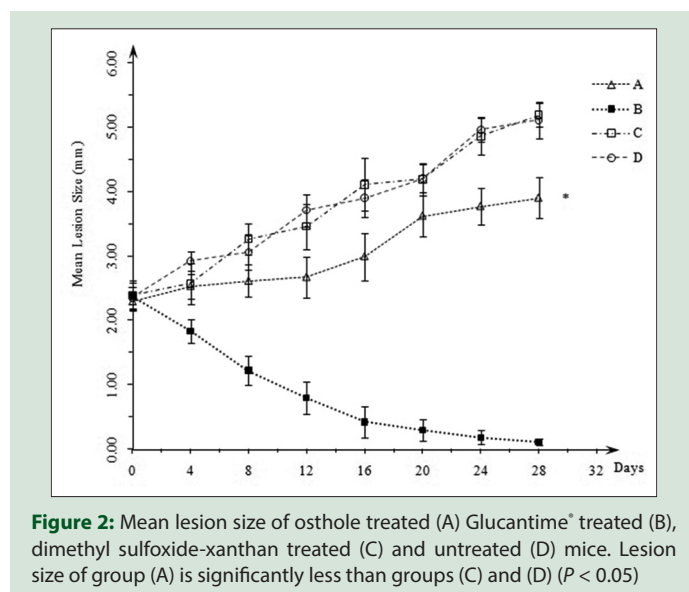 6.00
5.00
4.00
3.00
2.00
1.00
0.00
Mean Lesion Size (mm)
A
B
C
D
*
0 4 8 12 16 20 24 28 32 Days
Figure 2: Mean lesion size of osthole treated (A) Glucantime® treated (B),
dimethyl sulfoxide-xanthan treated (C) and untreated (D) mice. Lesion
size of group (A) is significantly less than groups (C) and (D) (P < 0.05)